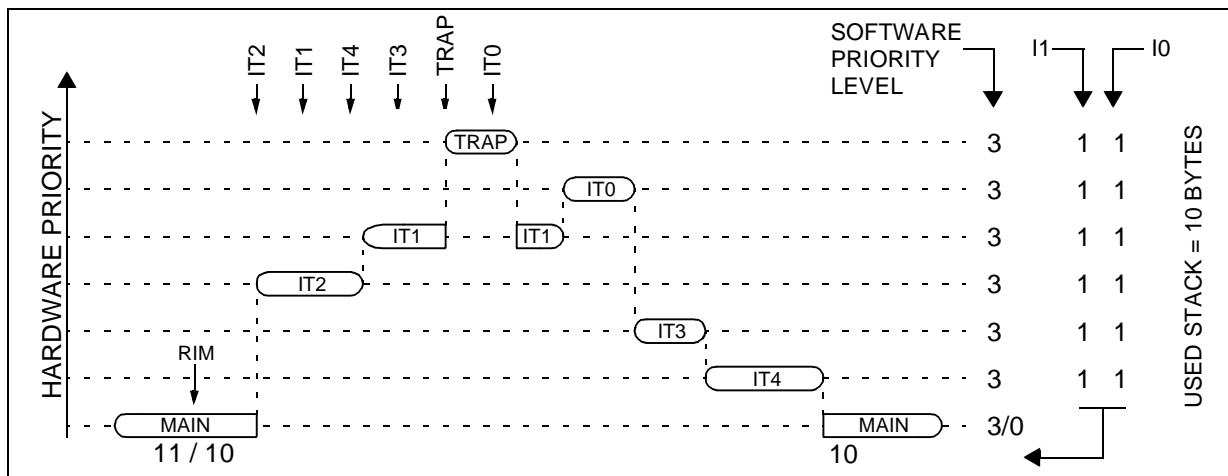 IT2
IT1
IT4
IT3
TRAP
IT0
SOFTWARE
PRIORITY
LEVEL
I1
I0
HARDWARE PRIORITY
TRAP
3
1 1
IT0
3
1 1
IT1
IT1
3
1 1
IT2
3
1 1
IT3
3
1 1
RIM
IT4
3
1 1
MAIN
MAIN
3/0
11 / 10
10
USED STACK = 10 BYTES